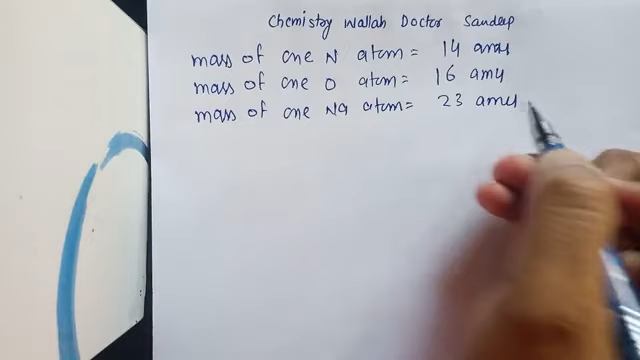 Chemistry Wallah Doctor Sandeep
mass of one N atom = 14 amu
mass of one O atom = 16 amu
mass of one Na atom = 23 amu